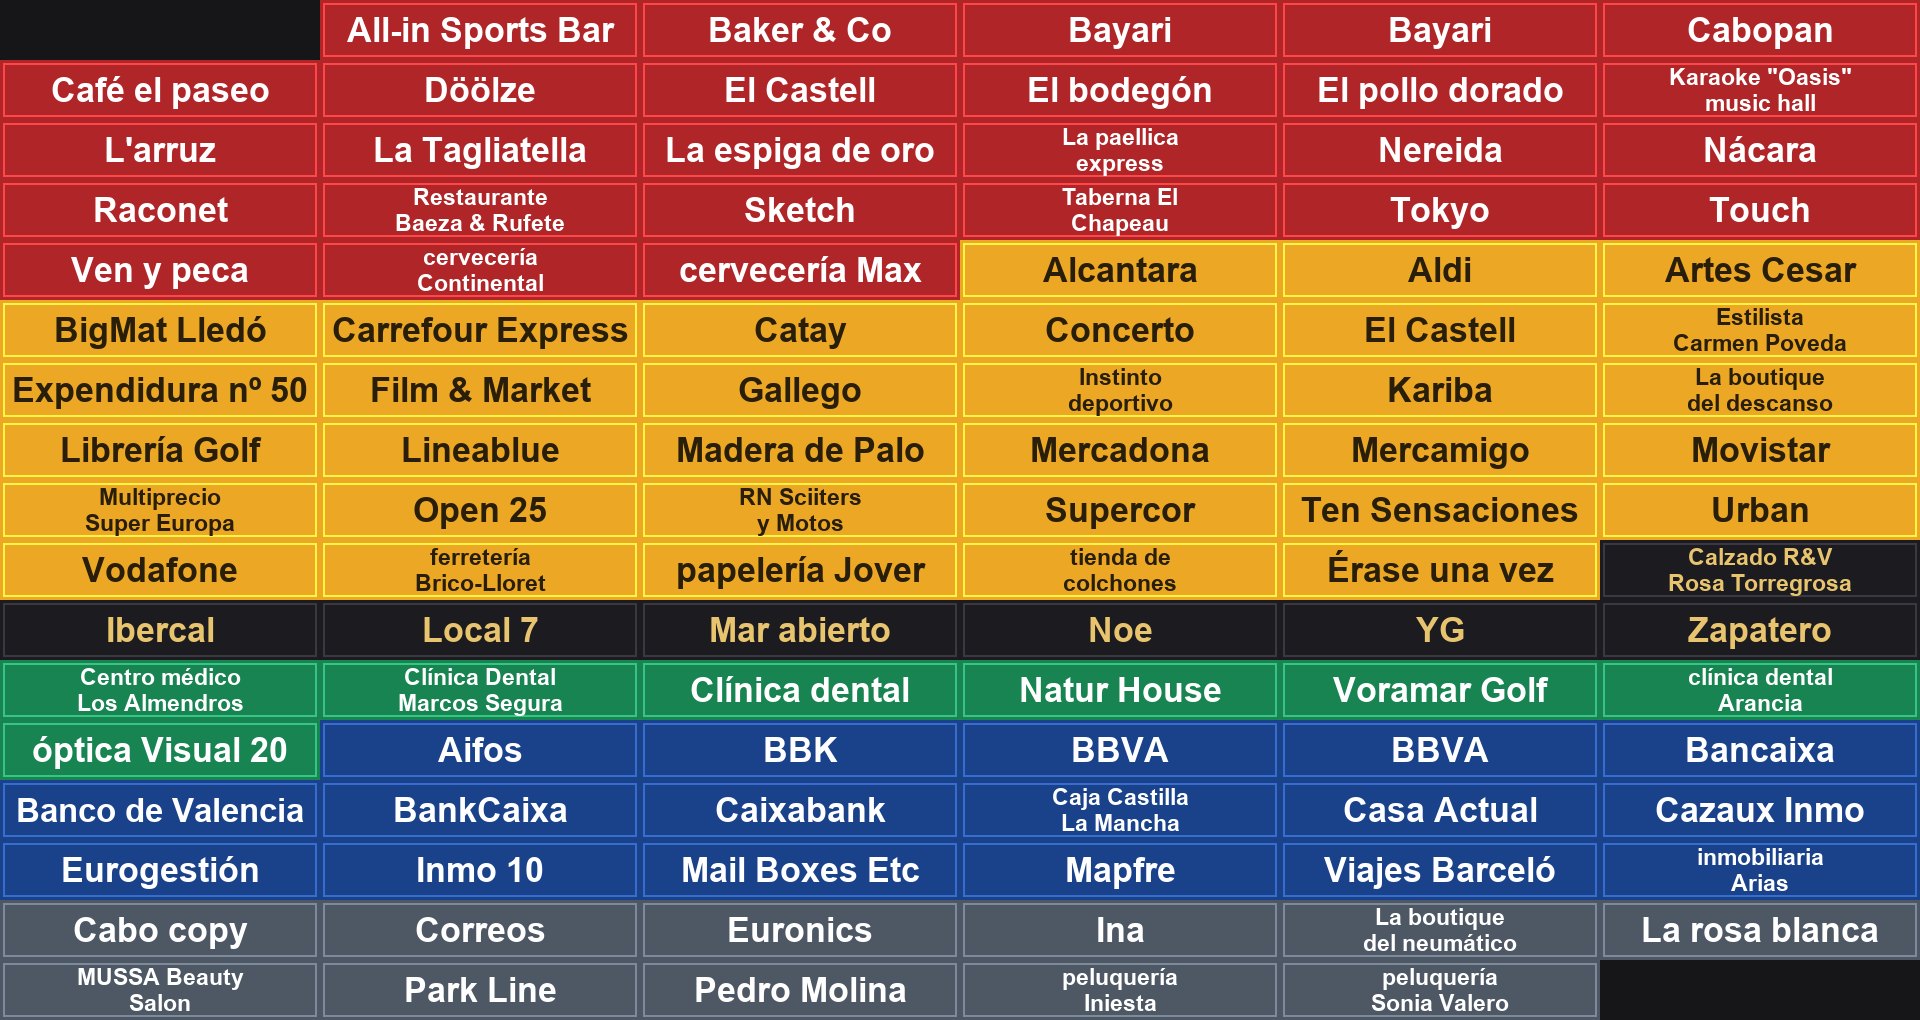 All-in Sports Bar
Baker & Co
Bayari
Bayari
Cabopan
Café el paseo
Döölze
El Castell
El bodegón
El pollo dorado
Karaoke "Oasis"
music hall
L'arruz
La Tagliatella
La espiga de oro
La paellica
express
Nereida
Nácara
Raconet
Restaurante
Baeza & Rufete
Sketch
Taberna El
Chapeau
Tokyo
Touch
Ven y peca
cervecería
Continental
cervecería Max
Alcantara
Aldi
Artes Cesar
BigMat Lledó
Carrefour Express
Catay
Concerto
El Castell
Estilista
Carmen Poveda
Expendidura nº 50
Film & Market
Gallego
Instinto
deportivo
Kariba
La boutique
del descanso
Librería Golf
Lineablue
Madera de Palo
Mercadona
Mercamigo
Movistar
Multiprecio
Super Europa
Open 25
RN Sciiters
y Motos
Supercor
Ten Sensaciones
Urban
Vodafone
ferretería
Brico-Lloret
papelería Jover
tienda de
colchones
Érase una vez
Calzado R&V
Rosa Torregrosa
Ibercal
Local 7
Mar abierto
Noe
YG
Zapatero
Centro médico
Los Almendros
Clínica Dental
Marcos Segura
Clínica dental
Natur House
Voramar Golf
clínica dental
Arancia
óptica Visual 20
Aifos
BBK
BBVA
BBVA
Bancaixa
Banco de Valencia
BankCaixa
Caixabank
Caja Castilla
La Mancha
Casa Actual
Cazaux Inmo
Eurogestión
Inmo 10
Mail Boxes Etc
Mapfre
Viajes Barceló
inmobiliaria
Arias
Cabo copy
Correos
Euronics
Ina
La boutique
del neumático
La rosa blanca
MUSSA Beauty
Salon
Park Line
Pedro Molina
peluquería
Iniesta
peluquería
Sonia Valero